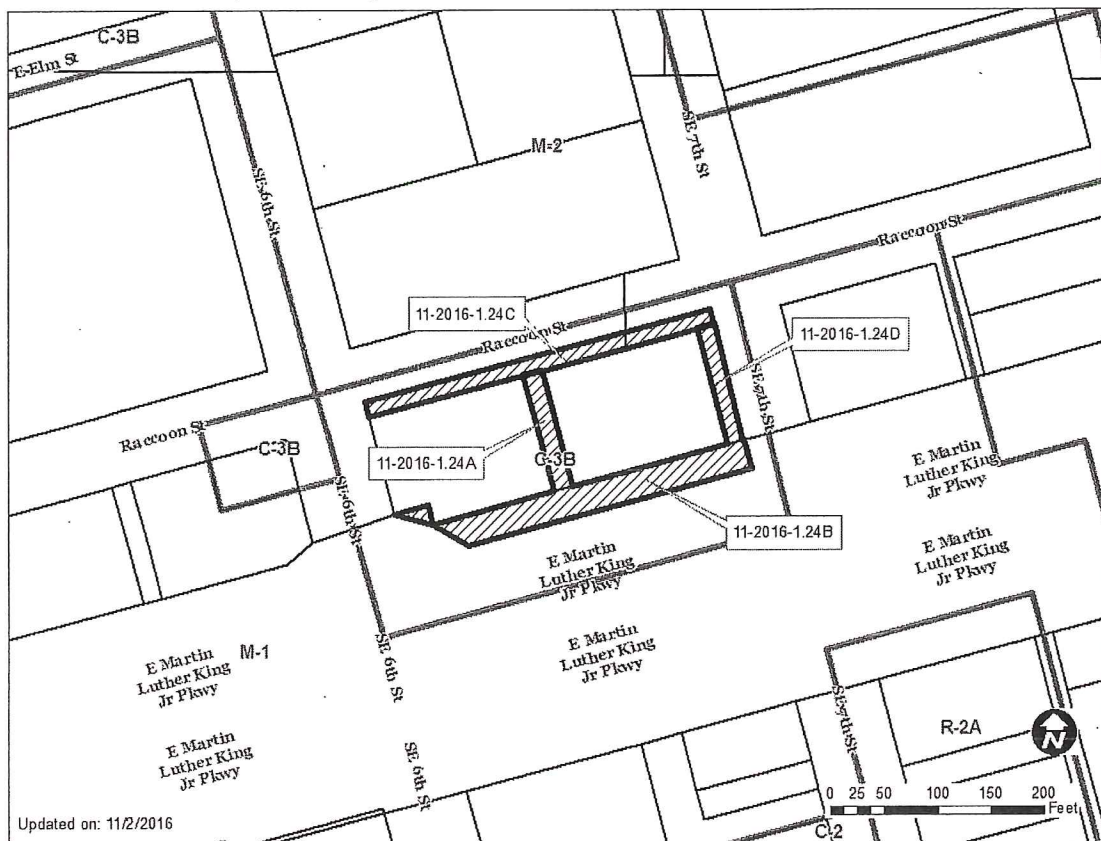 C-3B
E Elm St
SE 6th St
M-2
SE 7th St
Raccoon St
11-2016-1.24C
Raccoon St
11-2016-1.24D
SE 7th St
Raccoon St
C-3B
11-2016-1.24A
C-3B
SE 6th St
E Martin
Luther King
Jr Pkwy
11-2016-1.24B
E Martin
Luther King
Jr Pkwy
E Martin
Luther King
Jr Pkwy
E Martin
Luther King
Jr Pkwy
E Martin
Luther King
Jr Pkwy
M-1
SE 6th St
E Martin
Luther King
Jr Pkwy
SE 6th St
SE 7th St
R-2A
N
0 25 50 100 150 200
Feet
Updated on: 11/2/2016
C-2